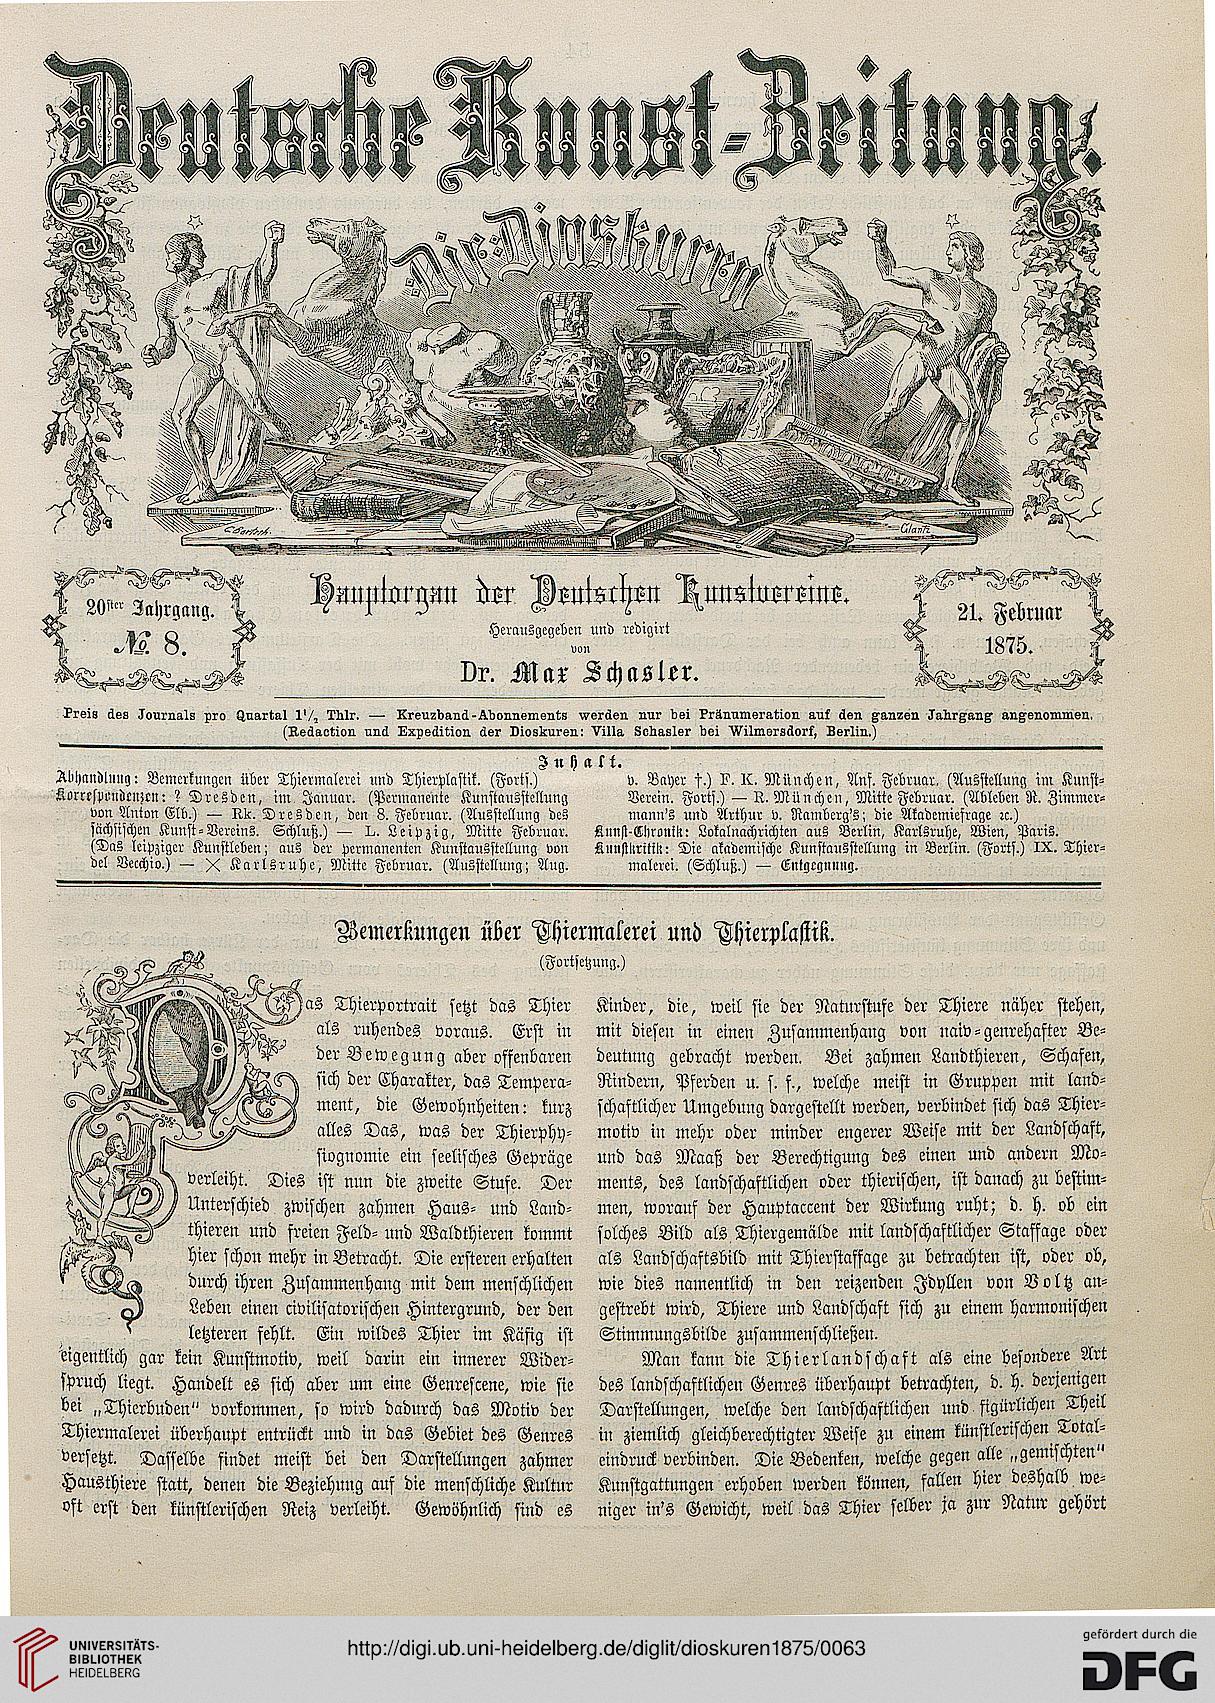 Deutsche Kunst-Zeitung.
Die Dioskuren
C. Bartsch.
Hauptorgan der Deutschen Kunstvereine.
20ster Jahrgang.
No. 8.
Herausgegeben und redigirt
von
Dr. Max Schasler.
21. Februar
1875.
Preis des Journals pro Quartal 1½ Thlr. — Kreuzband-Abonnements werden nur bei Pränumeration auf den ganzen Jahrgang angenommen.
(Redaction und Expedition der Dioskuren: Villa Schasler bei Wilmersdorf, Berlin.)
Inhalt.
Abhandlung: Bemerkungen über Thiermalerei und Thierplastik. (Forts.)
Korrespondenzen: ? Dresden, im Januar. (Permanente Kunstausstellung
von Anton Elb.) — Rk. Dresden, den 8. Februar. (Ausstellung des
sächsischen Kunst-Vereins. Schluß.) — L. Leipzig, Mitte Februar.
(Das leipziger Kunstleben; aus der permanenten Kunstausstellung von
del Vecchio.) — X Karlsruhe, Mitte Februar. (Ausstellung; Aug.
v. Bayer †.) F. K. München, Anf. Februar. (Ausstellung im Kunst-
Verein. Forts.) — R. München, Mitte Februar. (Ableben R. Zimmer-
mann's und Arthur v. Ramberg's; die Akademiefrage ꝛc.)
Kunst-Chronik: Lokalnachrichten aus Berlin, Karlsruhe, Wien, Paris.
Kunstkritik: Die akademische Kunstausstellung in Berlin. (Forts.) IX. Thier-
malerei. (Schluß.) — Entgegnung.
Bemerkungen über Thiermalerei und Thierplastik.
(Fortsetzung.)
Das Thierportrait setzt das Thier
als ruhendes voraus. Erst in
der Bewegung aber offenbaren
sich der Charakter, das Tempera-
ment, die Gewohnheiten: kurz
alles Das, was der Thierphy-
siognomie ein seelisches Gepräge
verleiht. Dies ist nun die zweite Stufe. Der
Unterschied zwischen zahmen Haus- und Land-
thieren und freien Feld- und Waldthieren kommt
hier schon mehr in Betracht. Die ersteren erhalten
durch ihren Zusammenhang mit dem menschlichen
Leben einen civilisatorischen Hintergrund, der den
letzteren fehlt. Ein wildes Thier im Käfig ist
eigentlich gar kein Kunstmotiv, weil darin ein innerer Wider-
spruch liegt. Handelt es sich aber um eine Genrescene, wie sie
bei „Thierbuden“ vorkommen, so wird dadurch das Motiv der
Thiermalerei überhaupt entrückt und in das Gebiet des Genres
versetzt. Dasselbe findet meist bei den Darstellungen zahmer
Hausthiere statt, denen die Beziehung auf die menschliche Kultur
oft erst den künstlerischen Reiz verleiht. Gewöhnlich sind es
Kinder, die, weil sie der Naturstufe der Thiere näher stehen,
mit diesen in einen Zusammenhang von naiv-genrehafter Be-
deutung gebracht werden. Bei zahmen Landthieren, Schafen,
Rindern, Pferden u. s. f., welche meist in Gruppen mit land-
schaftlicher Umgebung dargestellt werden, verbindet sich das Thier-
motiv in mehr oder minder engerer Weise mit der Landschaft,
und das Maaß der Berechtigung des einen und andern Mo-
ments, des landschaftlichen oder thierischen, ist danach zu bestim-
men, worauf der Hauptaccent der Wirkung ruht; d. h. ob ein
solches Bild als Thiergemälde mit landschaftlicher Staffage oder
als Landschaftsbild mit Thierstaffage zu betrachten ist, oder ob,
wie dies namentlich in den reizenden Idyllen von Voltz an-
gestrebt wird, Thiere und Landschaft sich zu einem harmonischen
Stimmungsbilde zusammenschließen.
Man kann die Thierlandschaft als eine besondere Art
des landschaftlichen Genres überhaupt betrachten, d. h. derjenigen
Darstellungen, welche den landschaftlichen und figürlichen Theil
in ziemlich gleichberechtigter Weise zu einem künstlerischen Total-
eindruck verbinden. Die Bedenken, welche gegen alle „gemischten“
Kunstgattungen erhoben werden können, fallen hier deshalb we-
niger in's Gewicht, weil das Thier selber ja zur Natur gehört
UNIVERSITÄTS-
BIBLIOTHEK
HEIDELBERG
http://digi.ub.uni-heidelberg.de/diglit/dioskuren1875/0063
gefördert durch die
DFG